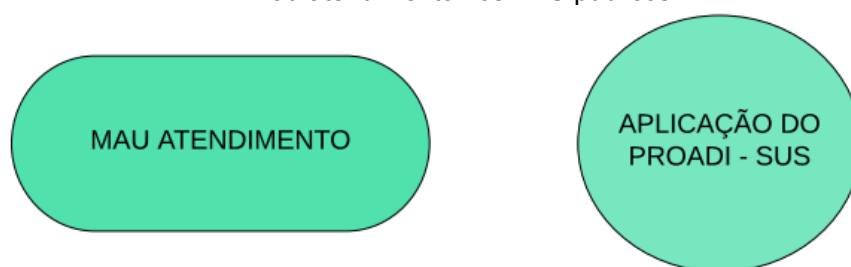 MAU ATENDIMENTO
APLICAÇÃO DO
PROADI - SUS